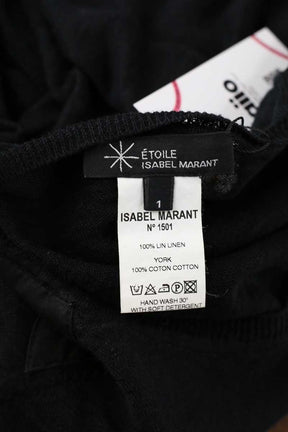 ÉTOILE
ISABEL MARANT
1
ISABEL MARANT
N° 1501
100% LIN LINEN
YORK
100% COTON COTTON
HAND WASH 30°
WITH SOFT DETERGENT